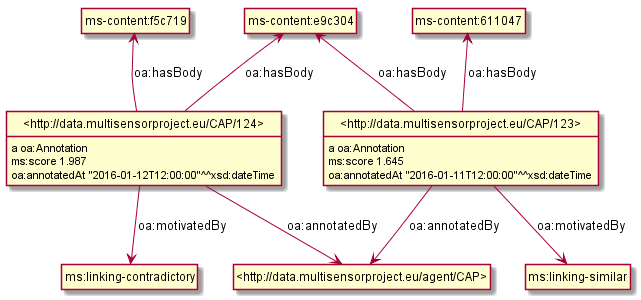 ms-content:f5c719
ms-content:e9c304
ms-content:611047
oa:hasBody
oa:hasBody
oa:hasBody
oa:hasBody
<http://data.multisensorproject.eu/CAP/124>
a oa:Annotation
ms:score 1.987
oa:annotatedAt "2016-01-12T12:00:00"^^xsd:dateTime
<http://data.multisensorproject.eu/CAP/123>
a oa:Annotation
ms:score 1.645
oa:annotatedAt "2016-01-11T12:00:00"^^xsd:dateTime
oa:motivatedBy
oa:annotatedBy
oa:annotatedBy
oa:motivatedBy
ms:linking-contradictory
<http://data.multisensorproject.eu/agent/CAP>
ms:linking-similar